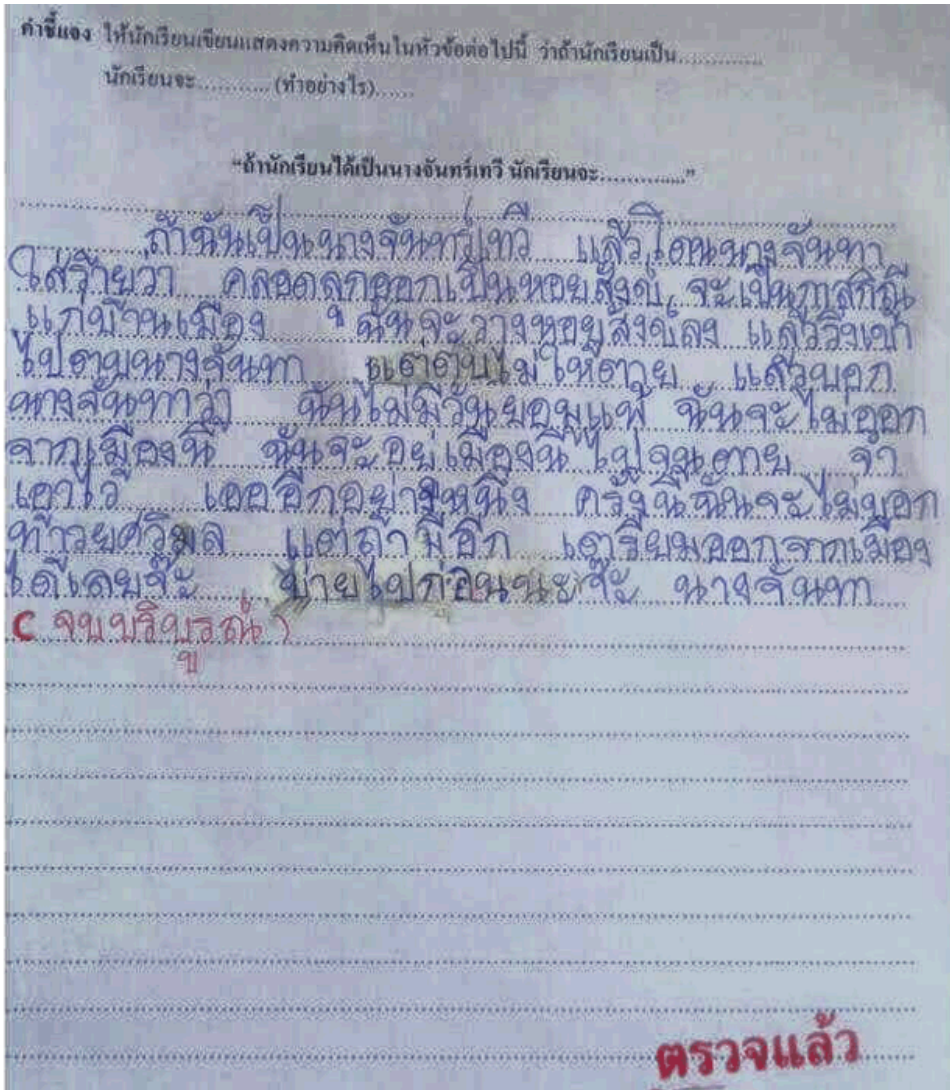 คำชี้แจง ให้นักเรียนเขียนแสดงความคิดเห็นในหัวข้อต่อไปนี้ ว่าถ้านักเรียนเป็น.............
นักเรียนจะ........... (ทำอย่างไร)......
“ถ้านักเรียนได้เป็นนางจันทร์เทวี นักเรียนจะ.............”
ถ้าฉันเป็นนางจันทร์เทวี แล้วโดนนางจันทา
ใส่ร้ายว่า คลอดลูกออกเป็นหอยสังข์ จะเป็นกาลกิณี
แก่บ้านเมือง ฉันจะวางหอยสังข์ลง แล้ววิ่งเข้า
ไปตบนางจันทา แต่ตบไม่ให้ตาย แล้วบอก
นางจันทาว่า ฉันไม่มีวันยอมแพ้ ฉันจะไม่ออก
จากเมืองนี้ ฉันจะอยู่เมืองนี้ไปจนตาย จำ
เอาไว้ เอออีกอย่างหนึ่ง ครั้งนี้ฉันจะไม่บอก
ท้าวยศวิมล แต่ถ้ามีอีก เตรียมออกจากเมือง
ได้เลยจ๊ะ บ่ายไปก่อนนะจ๊ะ นางจันทา
( จบบริบูรณ์ )
ตรวจแล้ว